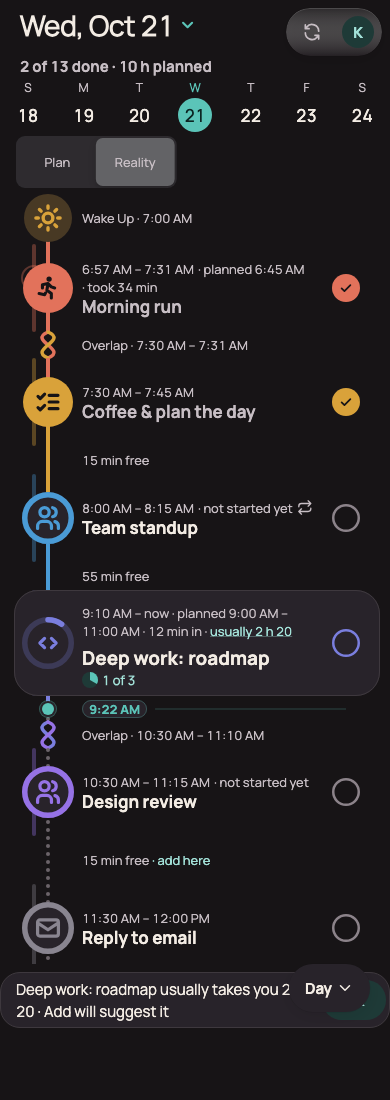 Wed, Oct 21
K
2 of 13 done · 10 h planned
S M T W T F S
18 19 20 21 22 23 24
Plan Reality
Wake Up · 7:00 AM
6:57 AM – 7:31 AM · planned 6:45 AM
· took 34 min
Morning run
Overlap · 7:30 AM – 7:31 AM
7:30 AM – 7:45 AM
Coffee & plan the day
15 min free
8:00 AM – 8:15 AM · not started yet
Team standup
55 min free
9:10 AM – now · planned 9:00 AM –
11:00 AM · 12 min in · usually 2 h 20
Deep work: roadmap
1 of 3
9:22 AM
Overlap · 10:30 AM – 11:10 AM
10:30 AM – 11:15 AM · not started yet
Design review
15 min free · add here
11:30 AM – 12:00 PM
Reply to email
Deep work: roadmap usually takes you 2
20 · Add will suggest it
Day